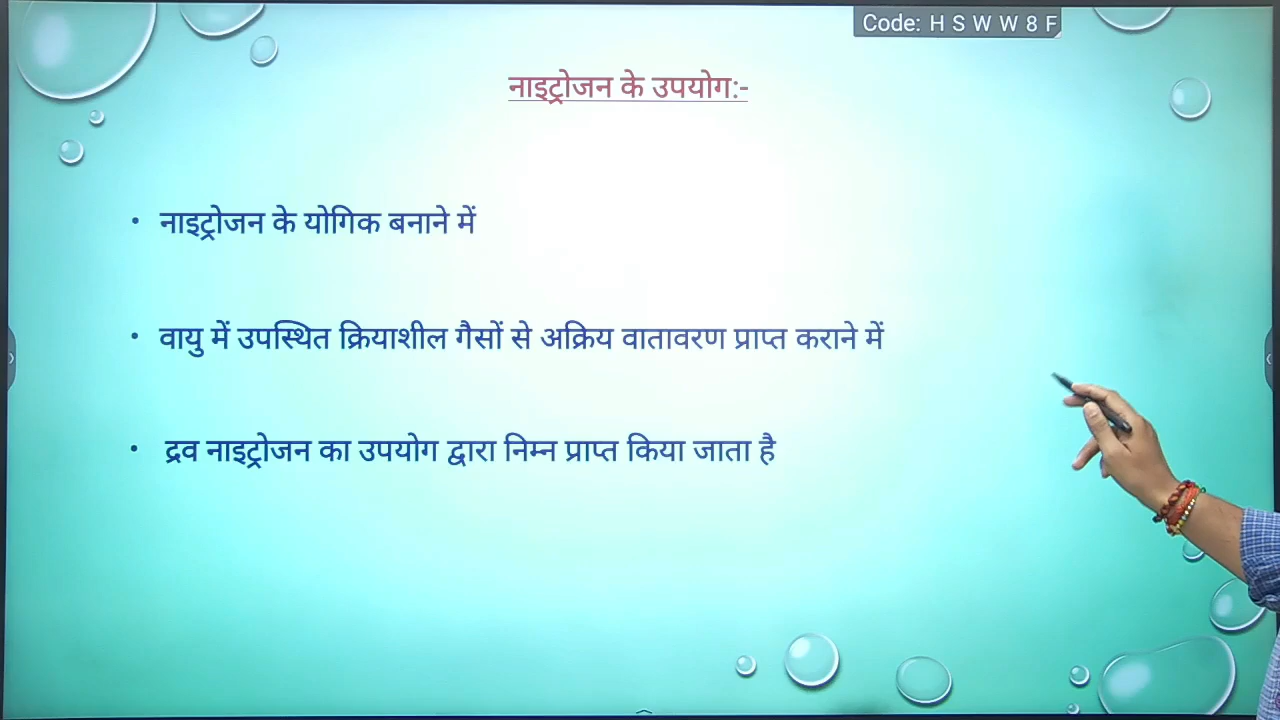 Code: H S W W 8 F
नाइट्रोजन के उपयोग:-
• नाइट्रोजन के योगिक बनाने में
• वायु में उपस्थित क्रियाशील गैसों से अक्रिय वातावरण प्राप्त कराने में
• द्रव नाइट्रोजन का उपयोग द्वारा निम्न प्राप्त किया जाता है